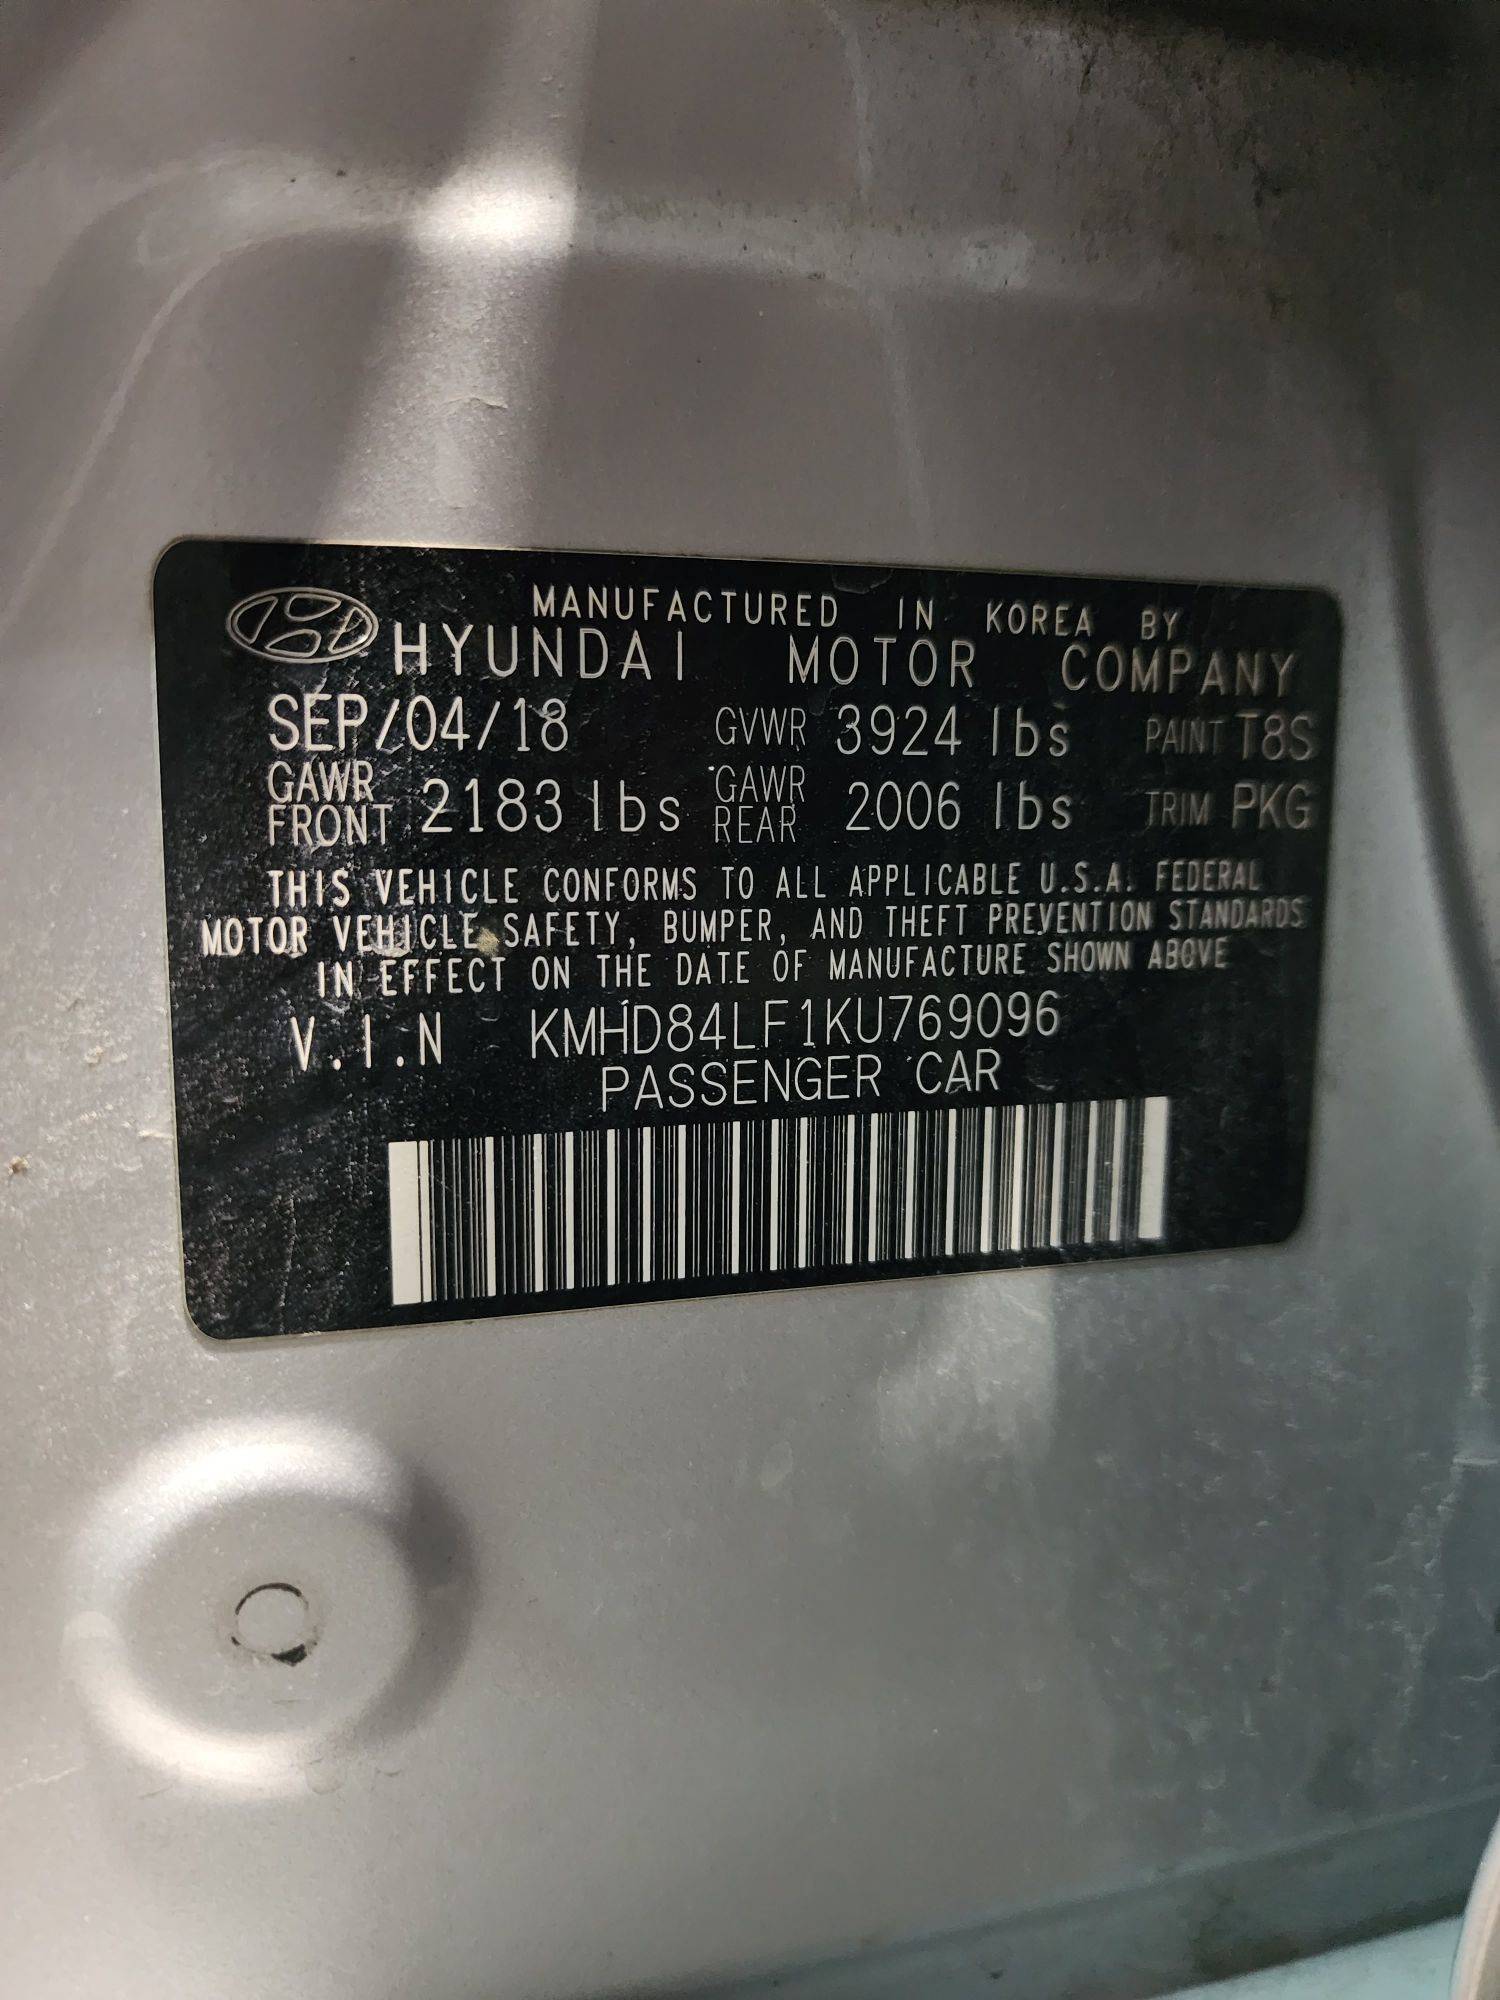 MANUFACTURED IN KOREA BY
HYUNDAI MOTOR COMPANY
SEP/04/18 GVWR 3924 lbs PAINT T8S
GAWR FRONT 2183 lbs GAWR REAR 2006 lbs TRIM PKG
THIS VEHICLE CONFORMS TO ALL APPLICABLE U.S.A. FEDERAL
MOTOR VEHICLE SAFETY, BUMPER, AND THEFT PREVENTION STANDARDS
IN EFFECT ON THE DATE OF MANUFACTURE SHOWN ABOVE
V.I.N KMHD84LF1KU769096
PASSENGER CAR